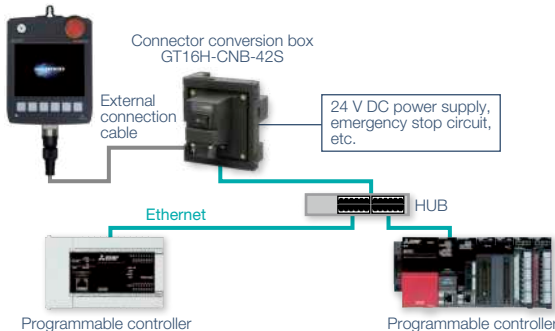 Connector conversion box
GT16H-CNB-42S
External
connection
cable
24 V DC power supply,
emergency stop circuit,
etc.
HUB
Ethernet
Programmable controller
Programmable controller